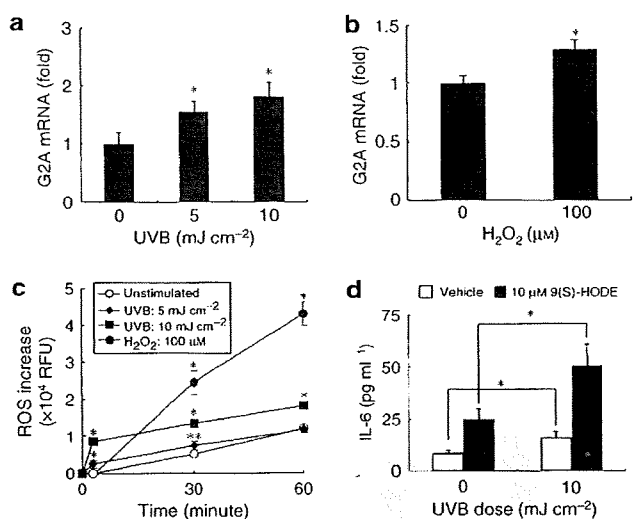 a
G2A mRNA (fold)
3
2
1
0
*
*
0 5 10
UVB (mJ cm⁻²)
b
G2A mRNA (fold)
1.5
1
0.5
0
*
0 100
H₂O₂ (μM)
c
ROS increase
(×10⁴ RFU)
5
4
3
2
1
0
Unstimulated
UVB: 5 mJ cm⁻²
UVB: 10 mJ cm⁻²
H₂O₂: 100 μM
*
*
*
*
**
*
*
0 30 60
Time (minute)
d
Vehicle 10 μM 9(S)-HODE
IL-6 (pg ml⁻¹)
75
50
25
0
*
*
*
0 10
UVB dose (mJ cm⁻²)